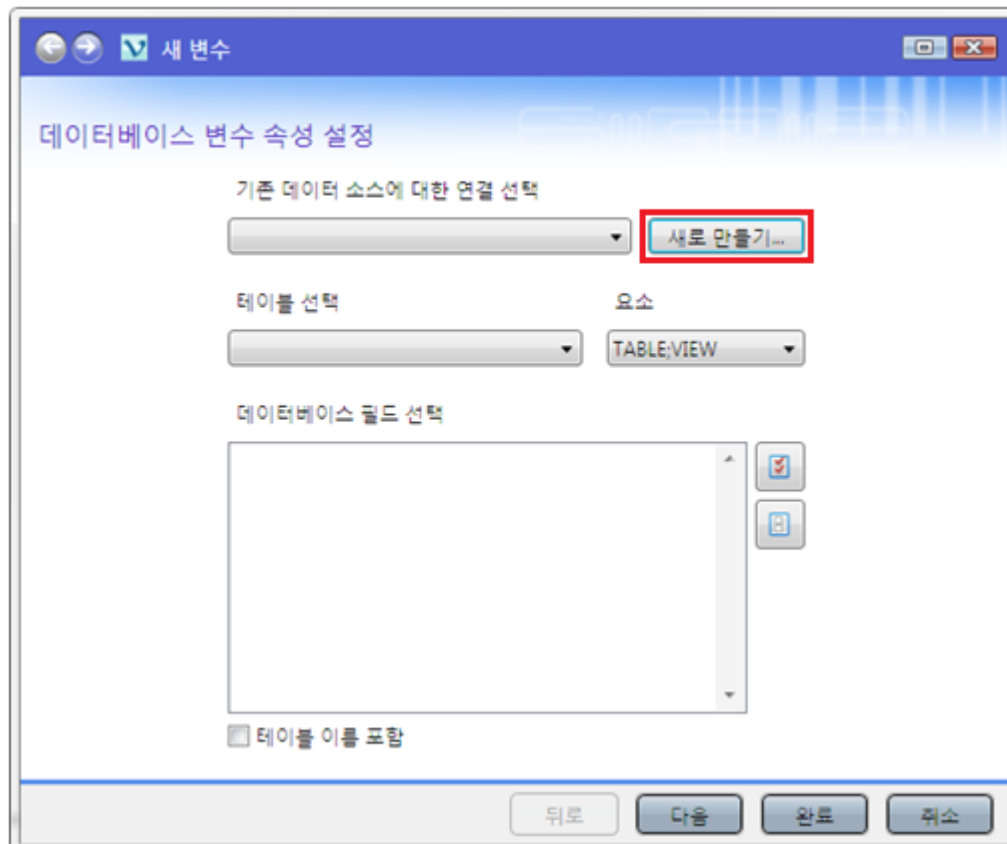 새 변수
데이터베이스 변수 속성 설정
기존 데이터 소스에 대한 연결 선택
새로 만들기...
테이블 선택 요소
TABLE;VIEW
데이터베이스 필드 선택
테이블 이름 포함
뒤로 다음 완료 취소